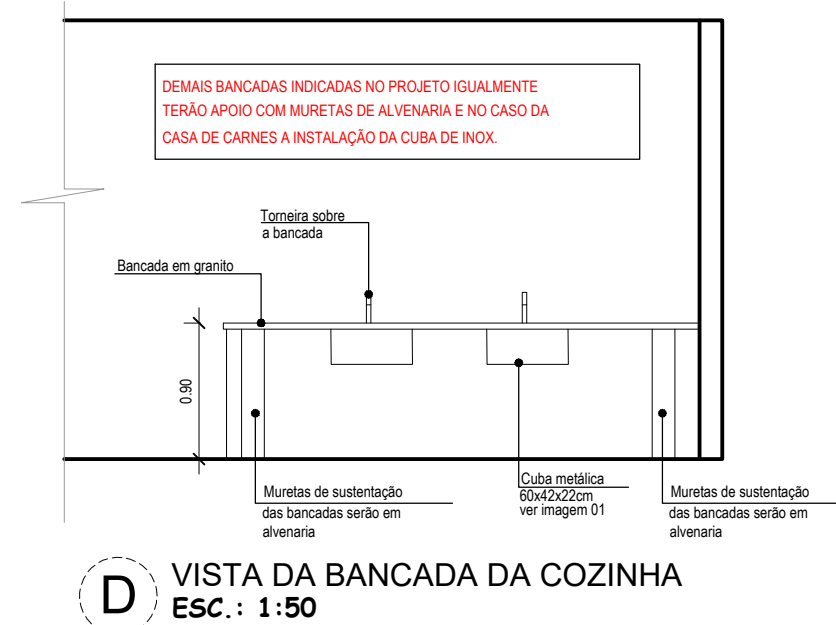 DEMAIS BANCADAS INDICADAS NO PROJETO IGUALMENTE
TERÃO APOIO COM MURETAS DE ALVENARIA E NO CASO DA
CASA DE CARNES A INSTALAÇÃO DA CUBA DE INOX.
Torneira sobre
a bancada
Bancada em granito
0.90
Muretas de sustentação
das bancadas serão em
alvenaria
Cuba metálica
60x42x22cm
ver imagem 01
Muretas de sustentação
das bancadas serão em
alvenaria
D
VISTA DA BANCADA DA COZINHA
ESC.: 1:50